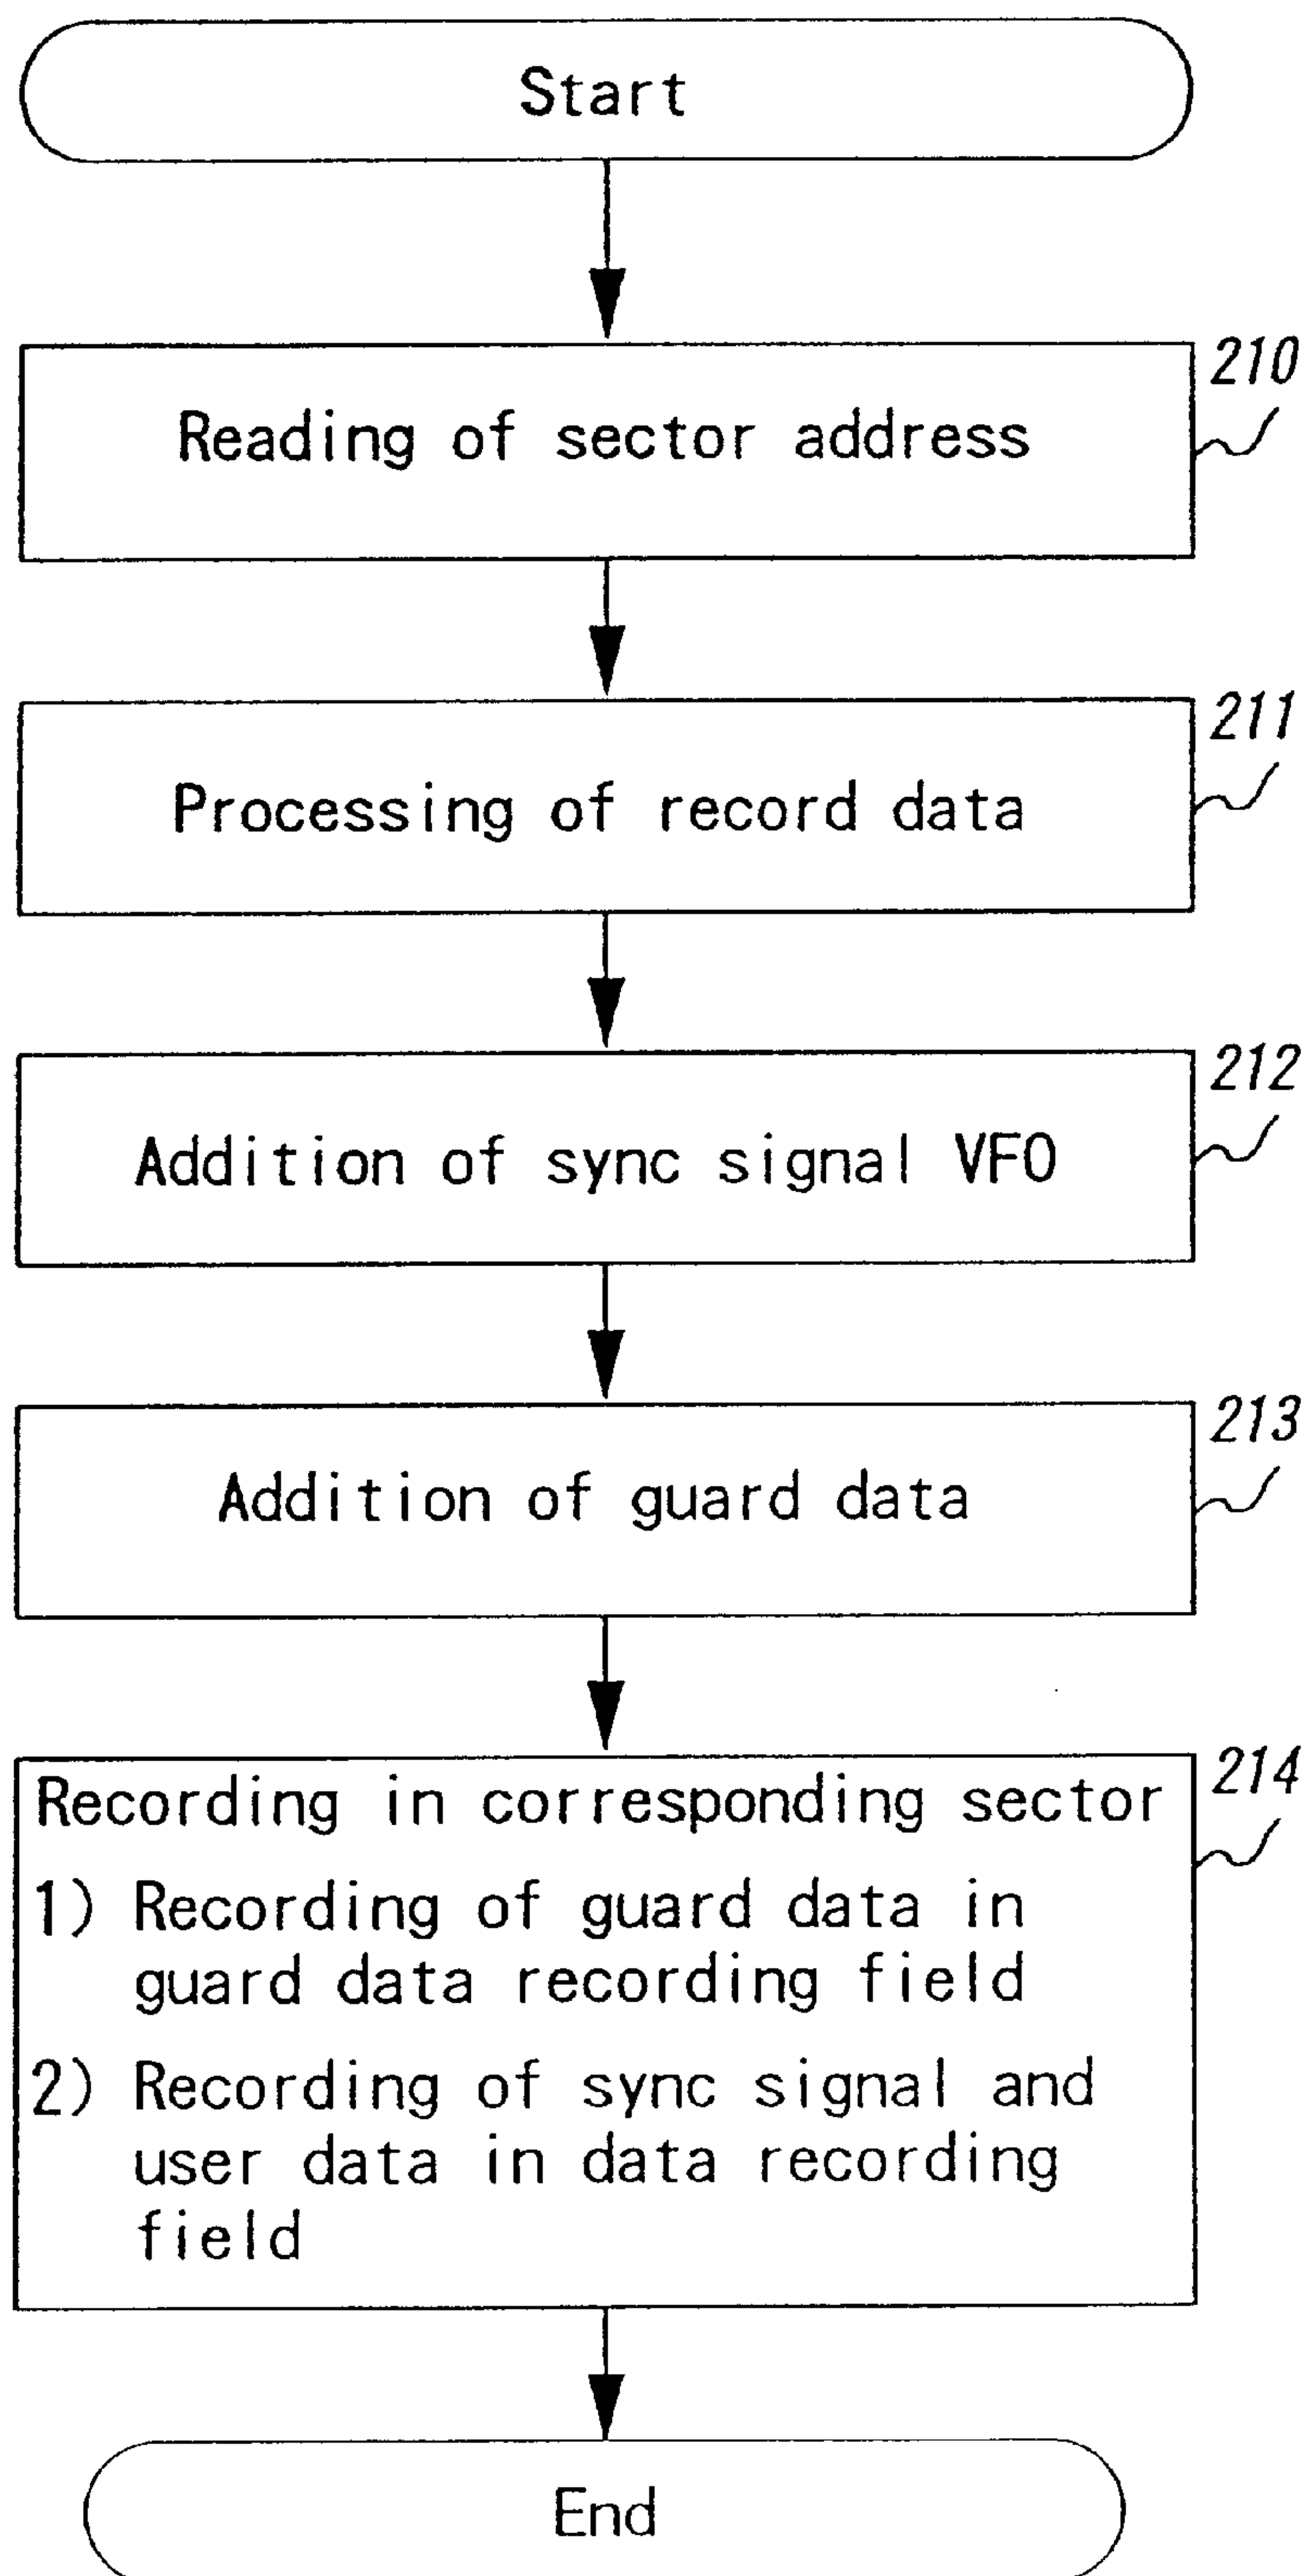 Start
210
Reading of sector address
211
Processing of record data
212
Addition of sync signal VFO
213
Addition of guard data
214
Recording in corresponding sector
1) Recording of guard data in
guard data recording field
2) Recording of sync signal and
user data in data recording
field
End